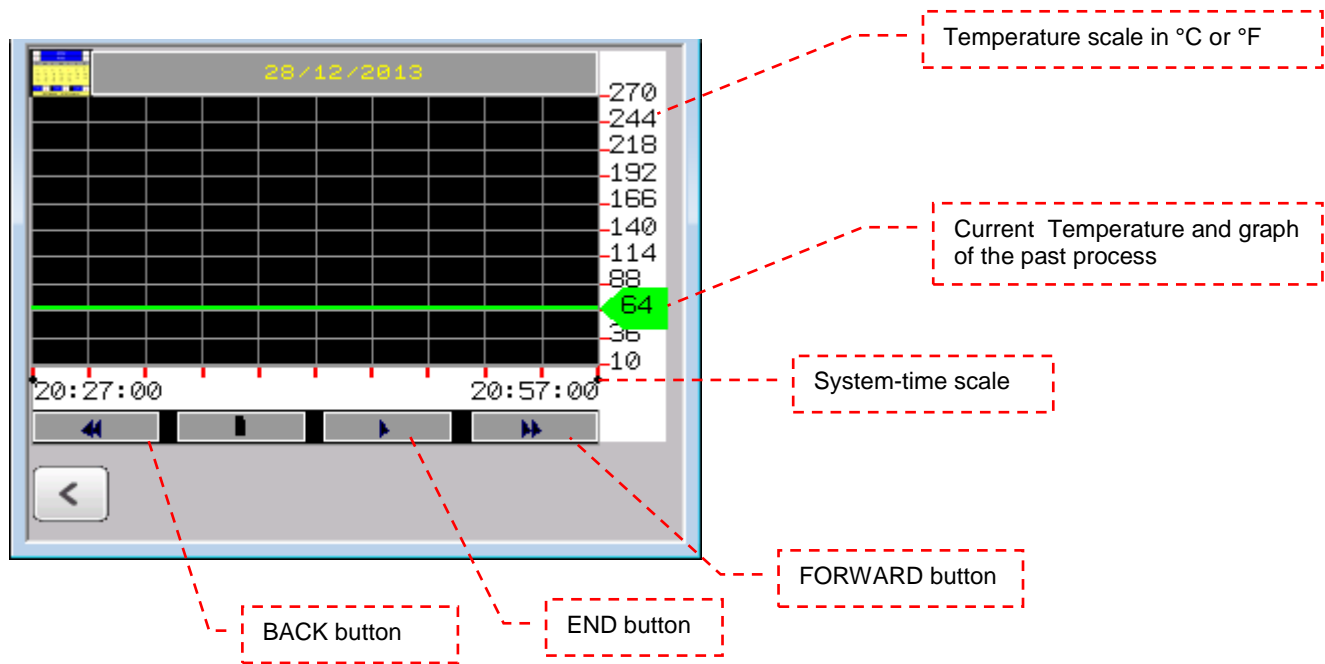 Temperature scale in °C or °F
28/12/2013
270
244
218
192
166
140
114
88
64
36
10
Current Temperature and graph
of the past process
20:27:00 20:57:00
System-time scale
<
FORWARD button
BACK button
END button